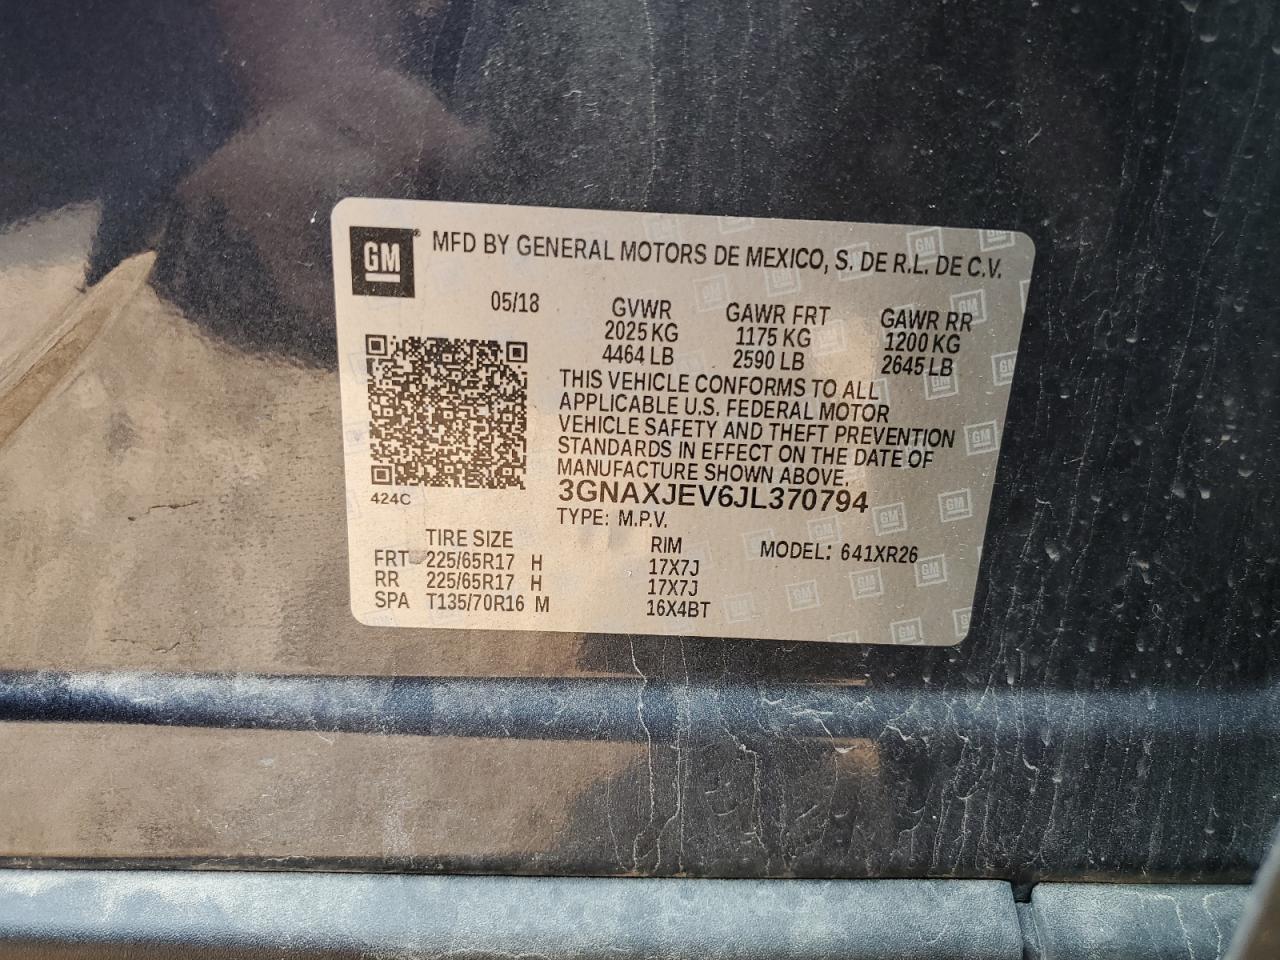 GM
MFD BY GENERAL MOTORS DE MEXICO, S. DE R.L. DE C.V.
05/18 GVWR GAWR FRT GAWR RR
2025 KG 1175 KG 1200 KG
4464 LB 2590 LB 2645 LB
THIS VEHICLE CONFORMS TO ALL
APPLICABLE U.S. FEDERAL MOTOR
VEHICLE SAFETY AND THEFT PREVENTION
STANDARDS IN EFFECT ON THE DATE OF
MANUFACTURE SHOWN ABOVE.
424C 3GNAXJEV6JL370794
TYPE: M.P.V.
TIRE SIZE RIM MODEL: 641XR26
FRT 225/65R17 H 17X7J
RR 225/65R17 H 17X7J
SPA T135/70R16 M 16X4BT